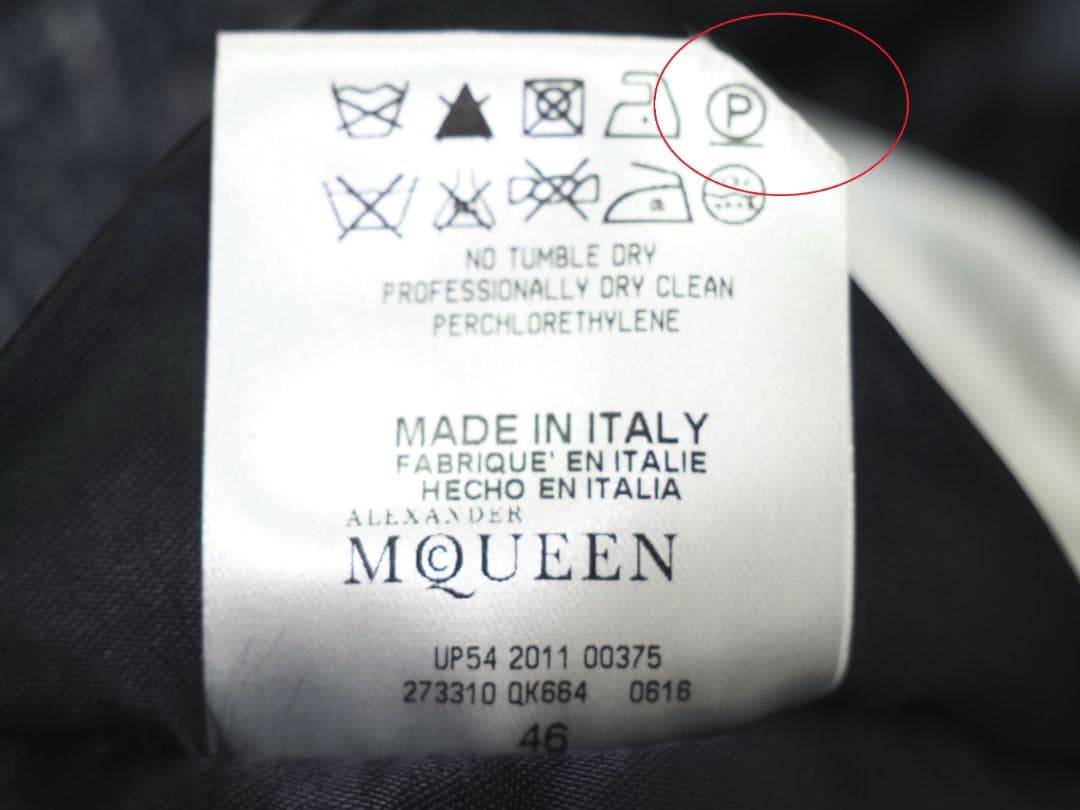 P
NO TUMBLE DRY
PROFESSIONALLY DRY CLEAN
PERCHLORETHYLENE
MADE IN ITALY
FABRIQUE' EN ITALIE
HECHO EN ITALIA
ALEXANDER
MCQUEEN
UP54 2011 00375
273310 QK664 0616
46